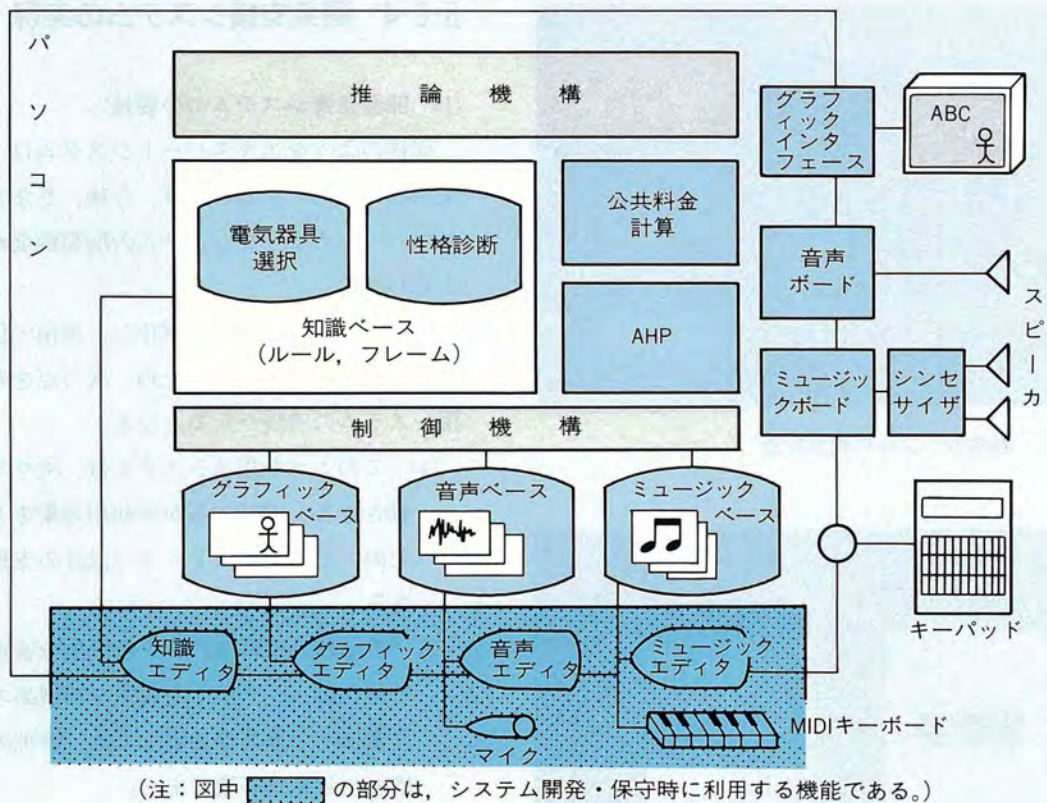 パソコン
推論機構
グラフ
ィック
インタ
フェース
ABC
電気器具
選択
性格診断
知識ベース
(ルール，フレーム)
公共料金
計算
AHP
音声
ボード
スピーカ
ミュージッ
クボード
シンセ
サイザ
制御機構
グラフィック
ベース
音声ベース
ミュージック
ベース
キーパッド
知識
エディタ
グラフィック
エディタ
音声
エディタ
ミュージック
エディタ
マイク
MIDIキーボード
(注：図中の部分は，システム開発・保守時に利用する機能である。)